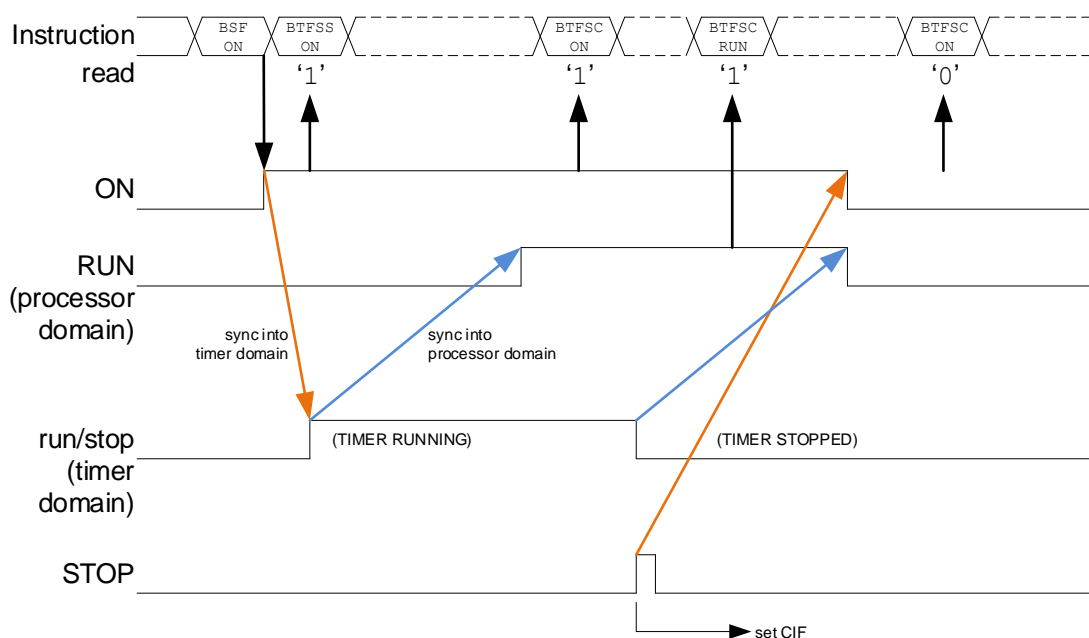 Instruction
BSF
ON
BTFSS
ON
BTFSC
ON
BTFSC
RUN
BTFSC
ON
read
‘1’
‘1’
‘1’
‘0’
ON
RUN
(processor
domain)
sync into
timer domain
sync into
processor domain
run/stop
(timer
domain)
(TIMER RUNNING)
(TIMER STOPPED)
STOP
set CIF